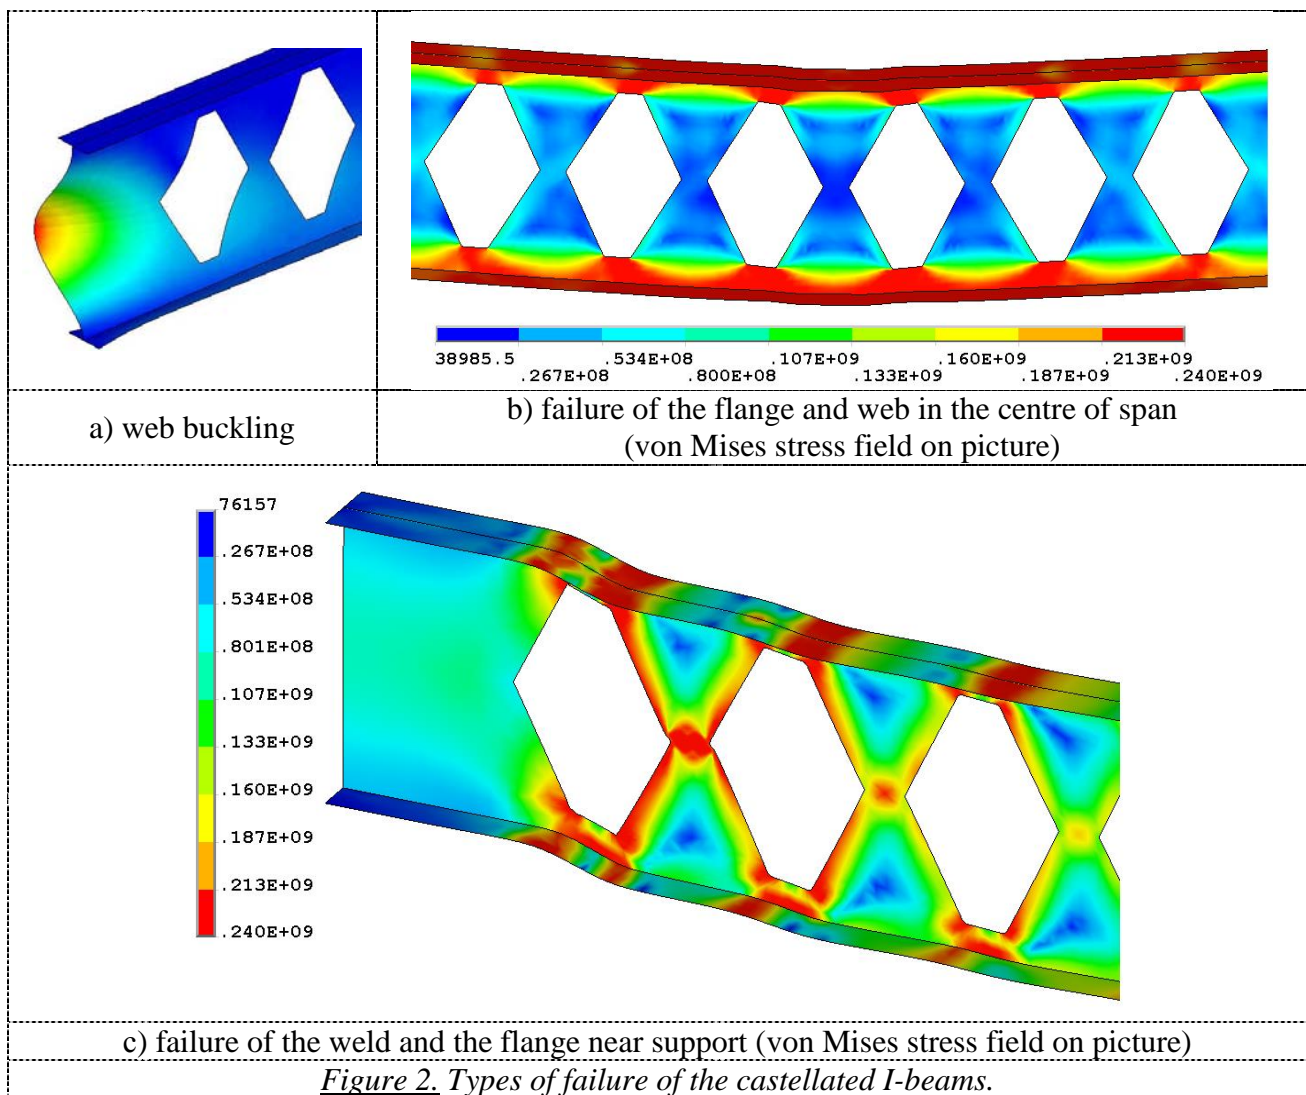 38985.5 .534E+08 .107E+09 .160E+09 .213E+09
.267E+08 .800E+08 .133E+09 .187E+09 .240E+09
a) web buckling
b) failure of the flange and web in the centre of span
(von Mises stress field on picture)
76157
.267E+08
.534E+08
.801E+08
.107E+09
.133E+09
.160E+09
.187E+09
.213E+09
.240E+09
c) failure of the weld and the flange near support (von Mises stress field on picture)
Figure 2. Types of failure of the castellated I-beams.